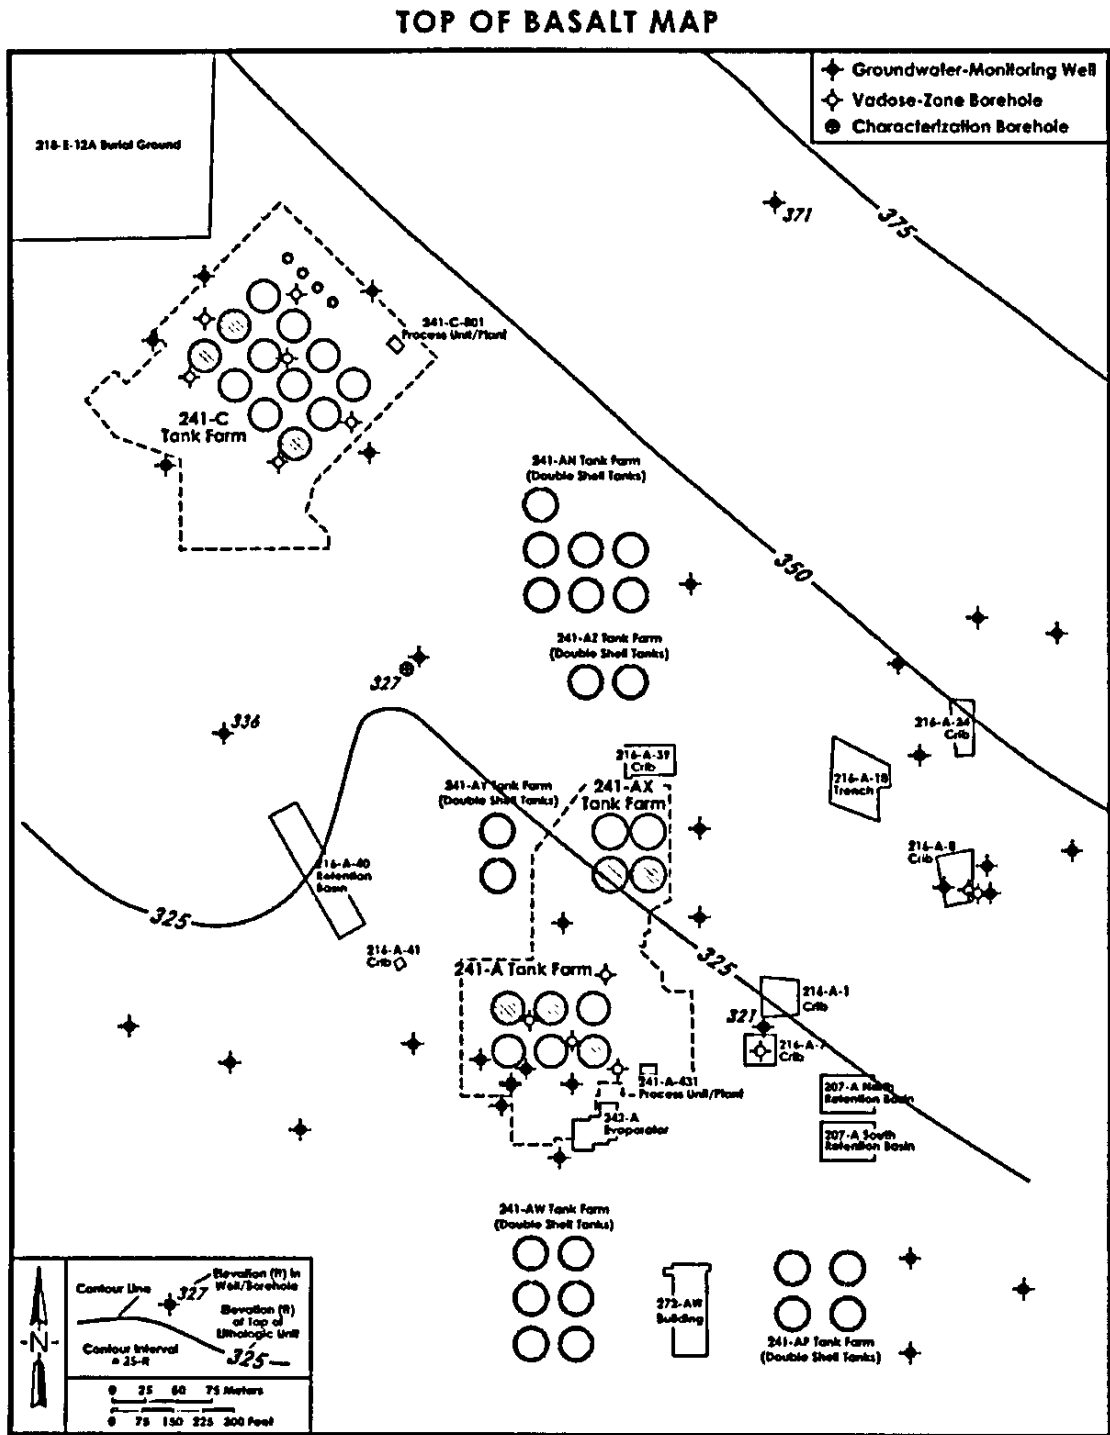 TOP OF BASALT MAP
Groundwater-Monitoring Well
Vadose-Zone Borehole
Characterization Borehole
218-E-12A Burial Ground
371
375
241-C-801
Process Unit/Plant
241-C
Tank Farm
241-AN Tank Farm
(Double Shell Tanks)
350
241-AZ Tank Farm
(Double Shell Tanks)
327
336
216-A-24
Crib
216-A-39
Crib
241-AX
Tank Farm
216-A-18
Trench
241-AY Tank Farm
(Double Shell Tanks)
216-A-8
Crib
216-A-40
Retention
Basin
325
216-A-41
Crib
325
241-A Tank Farm
216-A-1
Crib
321
216-A-7
Crib
241-A-431
Process Unit/Plant
207-A North
Retention Basin
242-A
Evaporator
207-A South
Retention Basin
241-AW Tank Farm
(Double Shell Tanks)
272-AW
Building
241-AP Tank Farm
(Double Shell Tanks)
N
Contour Line
327
Elevation (ft) in
Well/Borehole
Elevation (ft)
of Top of
Lithologic Unit
Contour Interval
= 25-ft
325
0 25 50 75 Meters
0 75 150 225 300 Feet